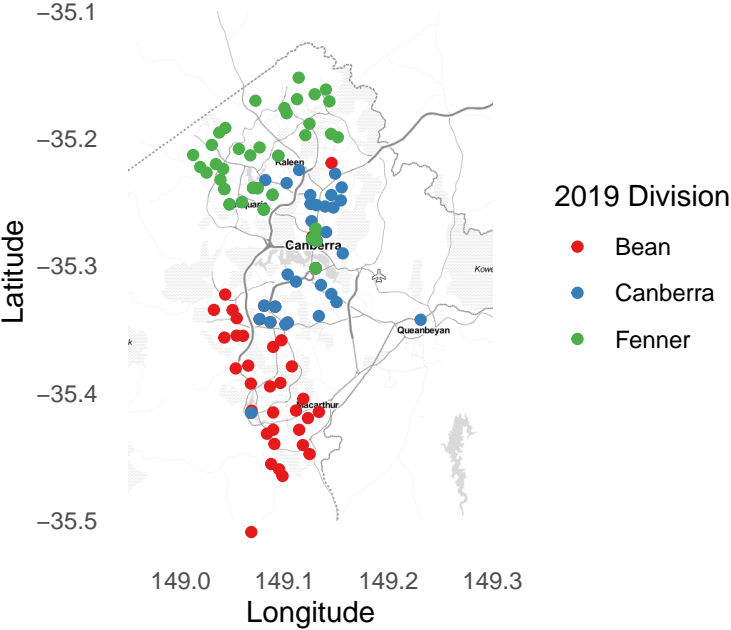 −35.1
−35.2
−35.3
−35.4
−35.5
Latitude
149.0
149.1
149.2
149.3
Longitude
Kaleen
Canberra
Kowe
Queanbeyan
k
Macarthur
2019 Division
Bean
Canberra
Fenner